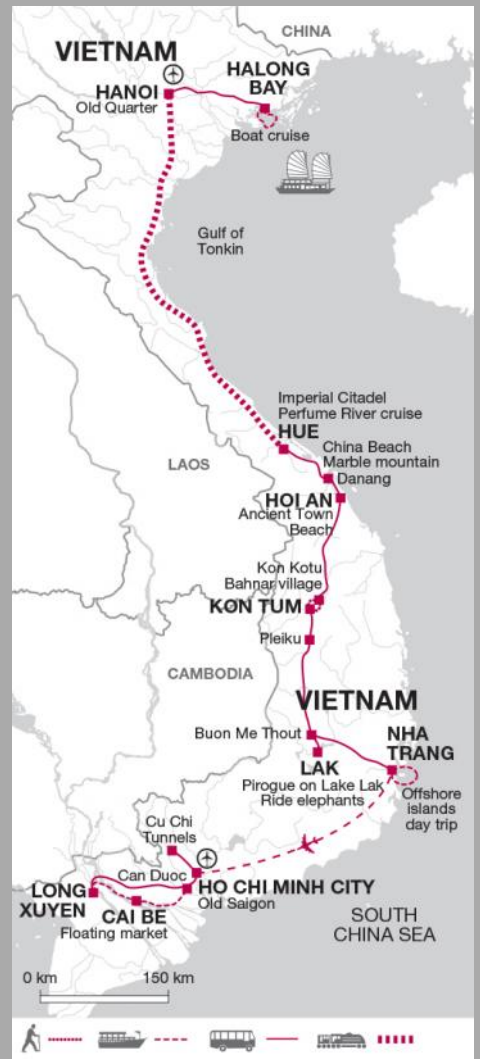 CHINA
VIETNAM
HANOI
Old Quarter
HALONG
BAY
Boat cruise
Gulf of
Tonkin
Imperial Citadel
Perfume River cruise
HUE
China Beach
Marble mountain
Danang
LAOS
HOI AN
Ancient Town
Beach
Kon Kotu
Bahnar village
KON TUM
Pleiku
CAMBODIA
VIETNAM
Buon Me Thout
NHA
TRANG
LAK
Pirogue on Lake Lak
Ride elephants
Offshore
islands
day trip
Cu Chi
Tunnels
Can Duoc
LONG
XUYEN
HO CHI MINH CITY
Old Saigon
CAI BE
Floating market
SOUTH
CHINA SEA
0 km 150 km